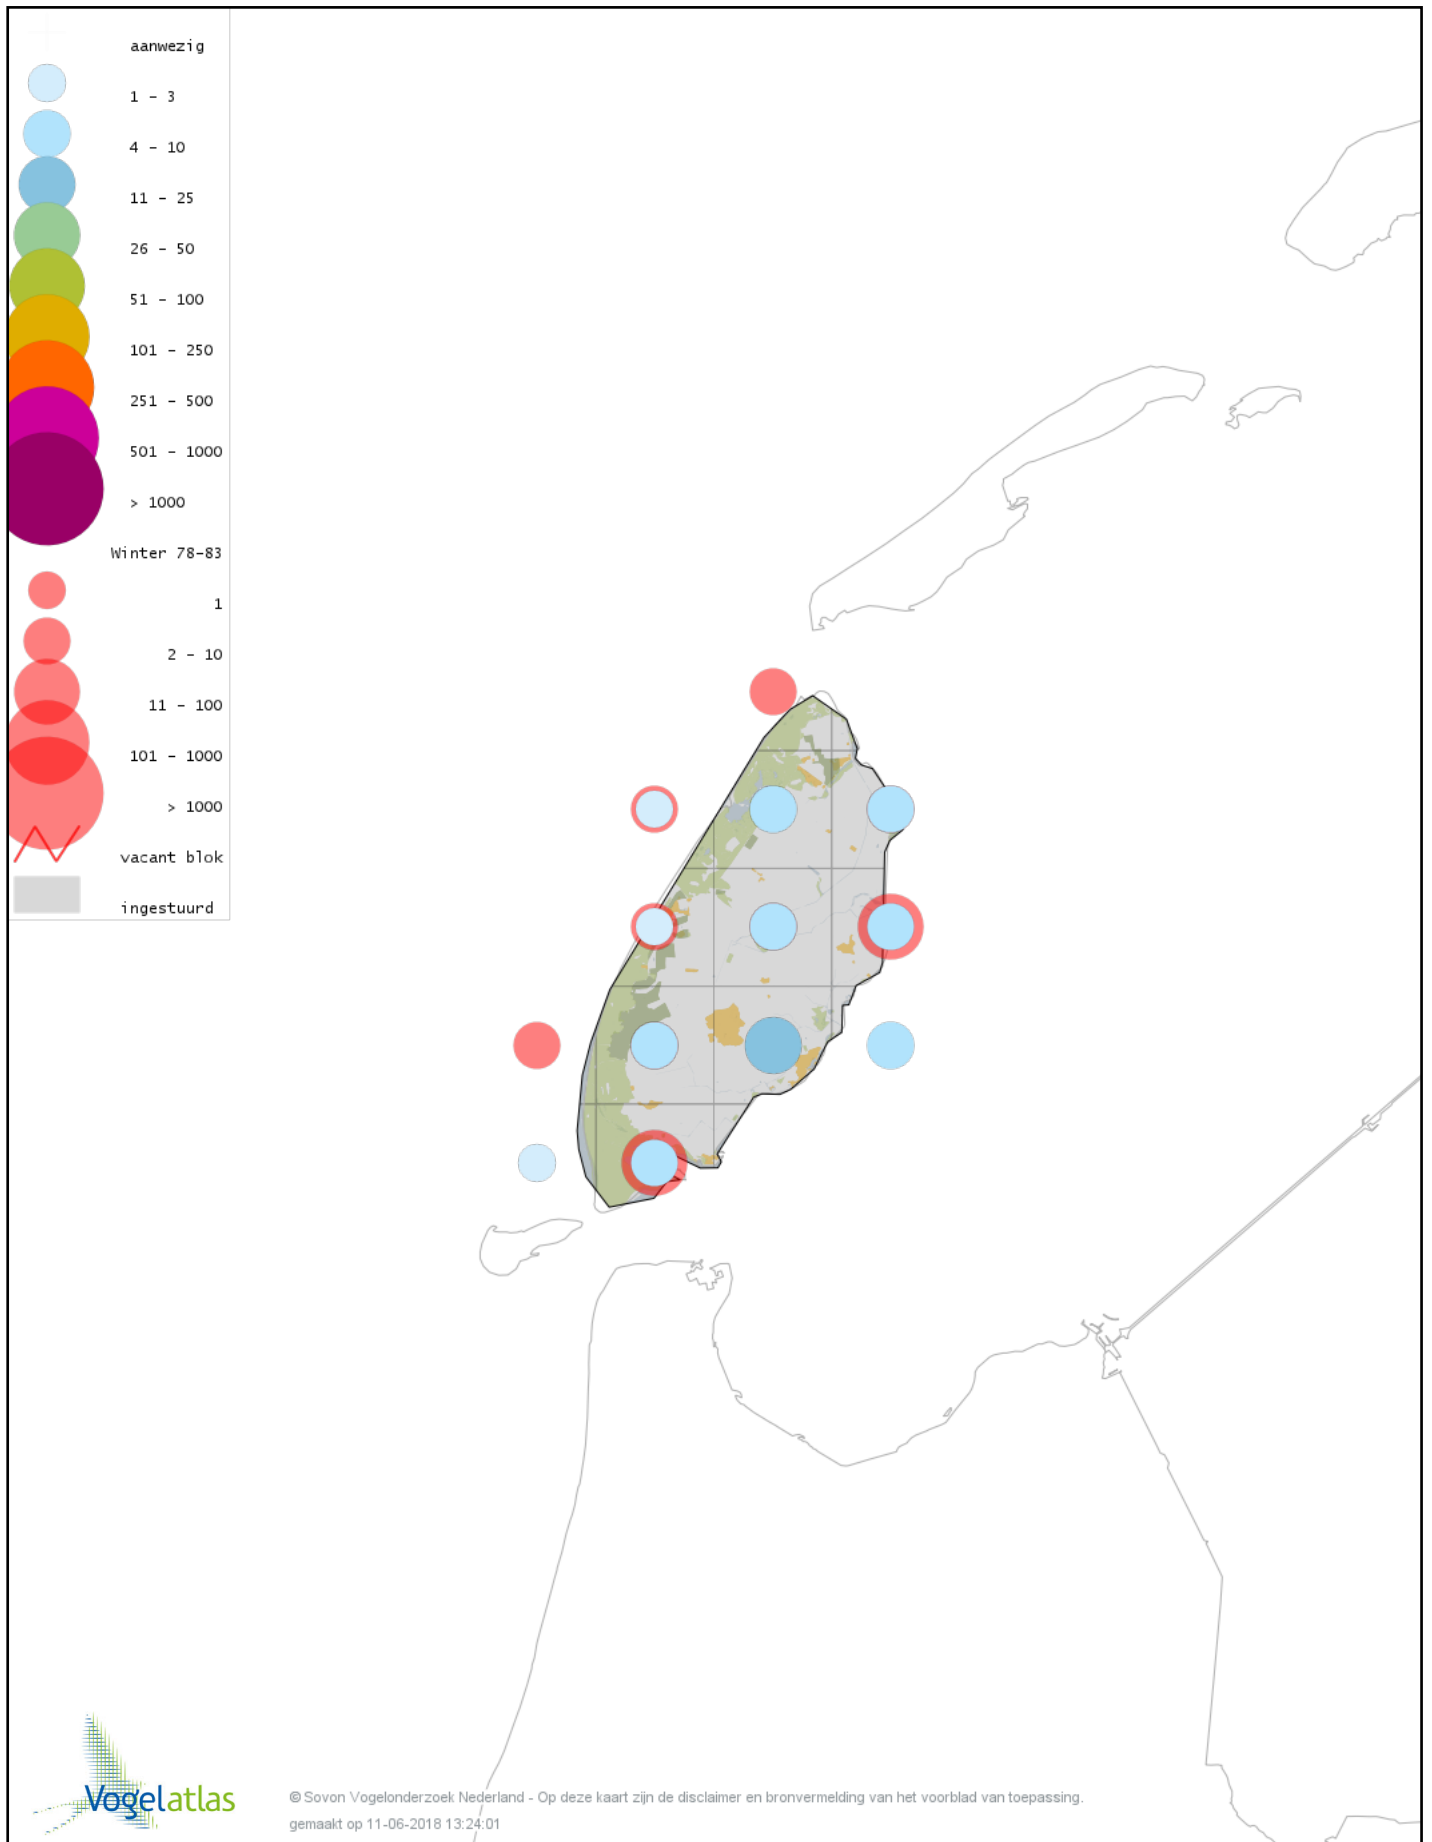 aanwezig
1 - 3
4 - 10
11 - 25
26 - 50
51 - 100
101 - 250
251 - 500
501 - 1000
> 1000
Winter 78-83
1
2 - 10
11 - 100
101 - 1000
> 1000
vacant blok
ingestuurd
Vogelatlas
© Sovon Vogelonderzoek Nederland - Op deze kaart zijn de disclaimer en bronvermelding van het voorblad van toepassing.
gemaakt op 11-06-2018 13:24:01